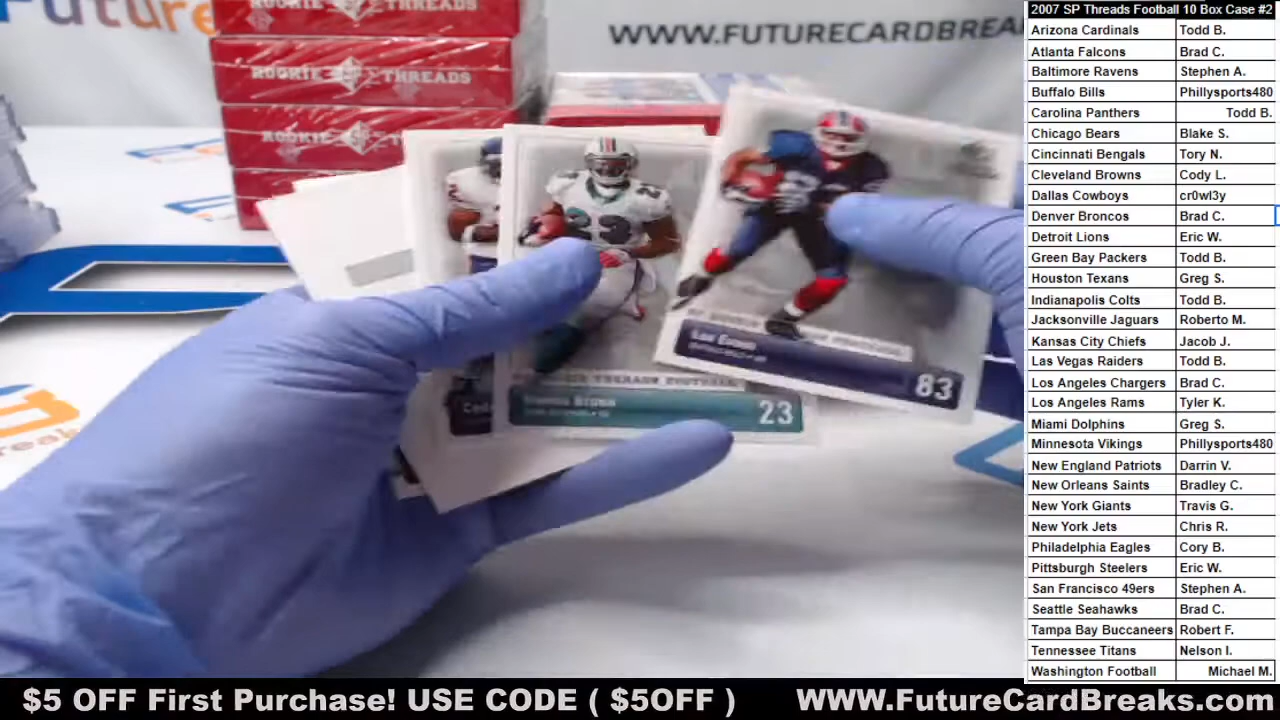 Future
WWW.FUTURECARDBREA
ROOKIE THREADS
ROOKIE THREADS
ROOKIE THREADS
83
23
Breaks
2007 SP Threads Football 10 Box Case #2
Arizona Cardinals Todd B.
Atlanta Falcons Brad C.
Baltimore Ravens Stephen A.
Buffalo Bills Phillysports480
Carolina Panthers Todd B.
Chicago Bears Blake S.
Cincinnati Bengals Tory N.
Cleveland Browns Cody L.
Dallas Cowboys cr0wl3y
Denver Broncos Brad C.
Detroit Lions Eric W.
Green Bay Packers Todd B.
Houston Texans Greg S.
Indianapolis Colts Todd B.
Jacksonville Jaguars Roberto M.
Kansas City Chiefs Jacob J.
Las Vegas Raiders Todd B.
Los Angeles Chargers Brad C.
Los Angeles Rams Tyler K.
Miami Dolphins Greg S.
Minnesota Vikings Phillysports480
New England Patriots Darrin V.
New Orleans Saints Bradley C.
New York Giants Travis G.
New York Jets Chris R.
Philadelphia Eagles Cory B.
Pittsburgh Steelers Eric W.
San Francisco 49ers Stephen A.
Seattle Seahawks Brad C.
Tampa Bay Buccaneers Robert F.
Tennessee Titans Nelson I.
Washington Football Michael M.
$5 OFF First Purchase! USE CODE ( $5OFF )
WWW.FutureCardBreaks.com